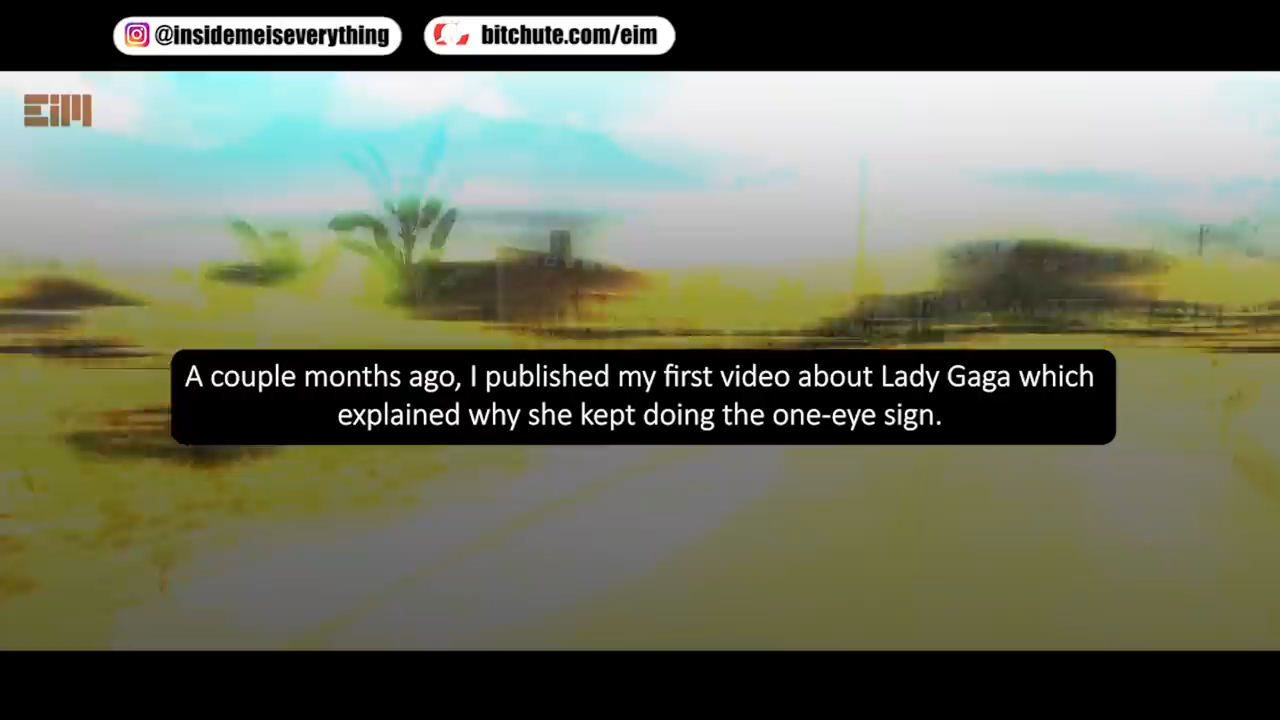 @insidemeiseverything
bitchute.com/eim
EIM
A couple months ago, I published my first video about Lady Gaga which
explained why she kept doing the one-eye sign.